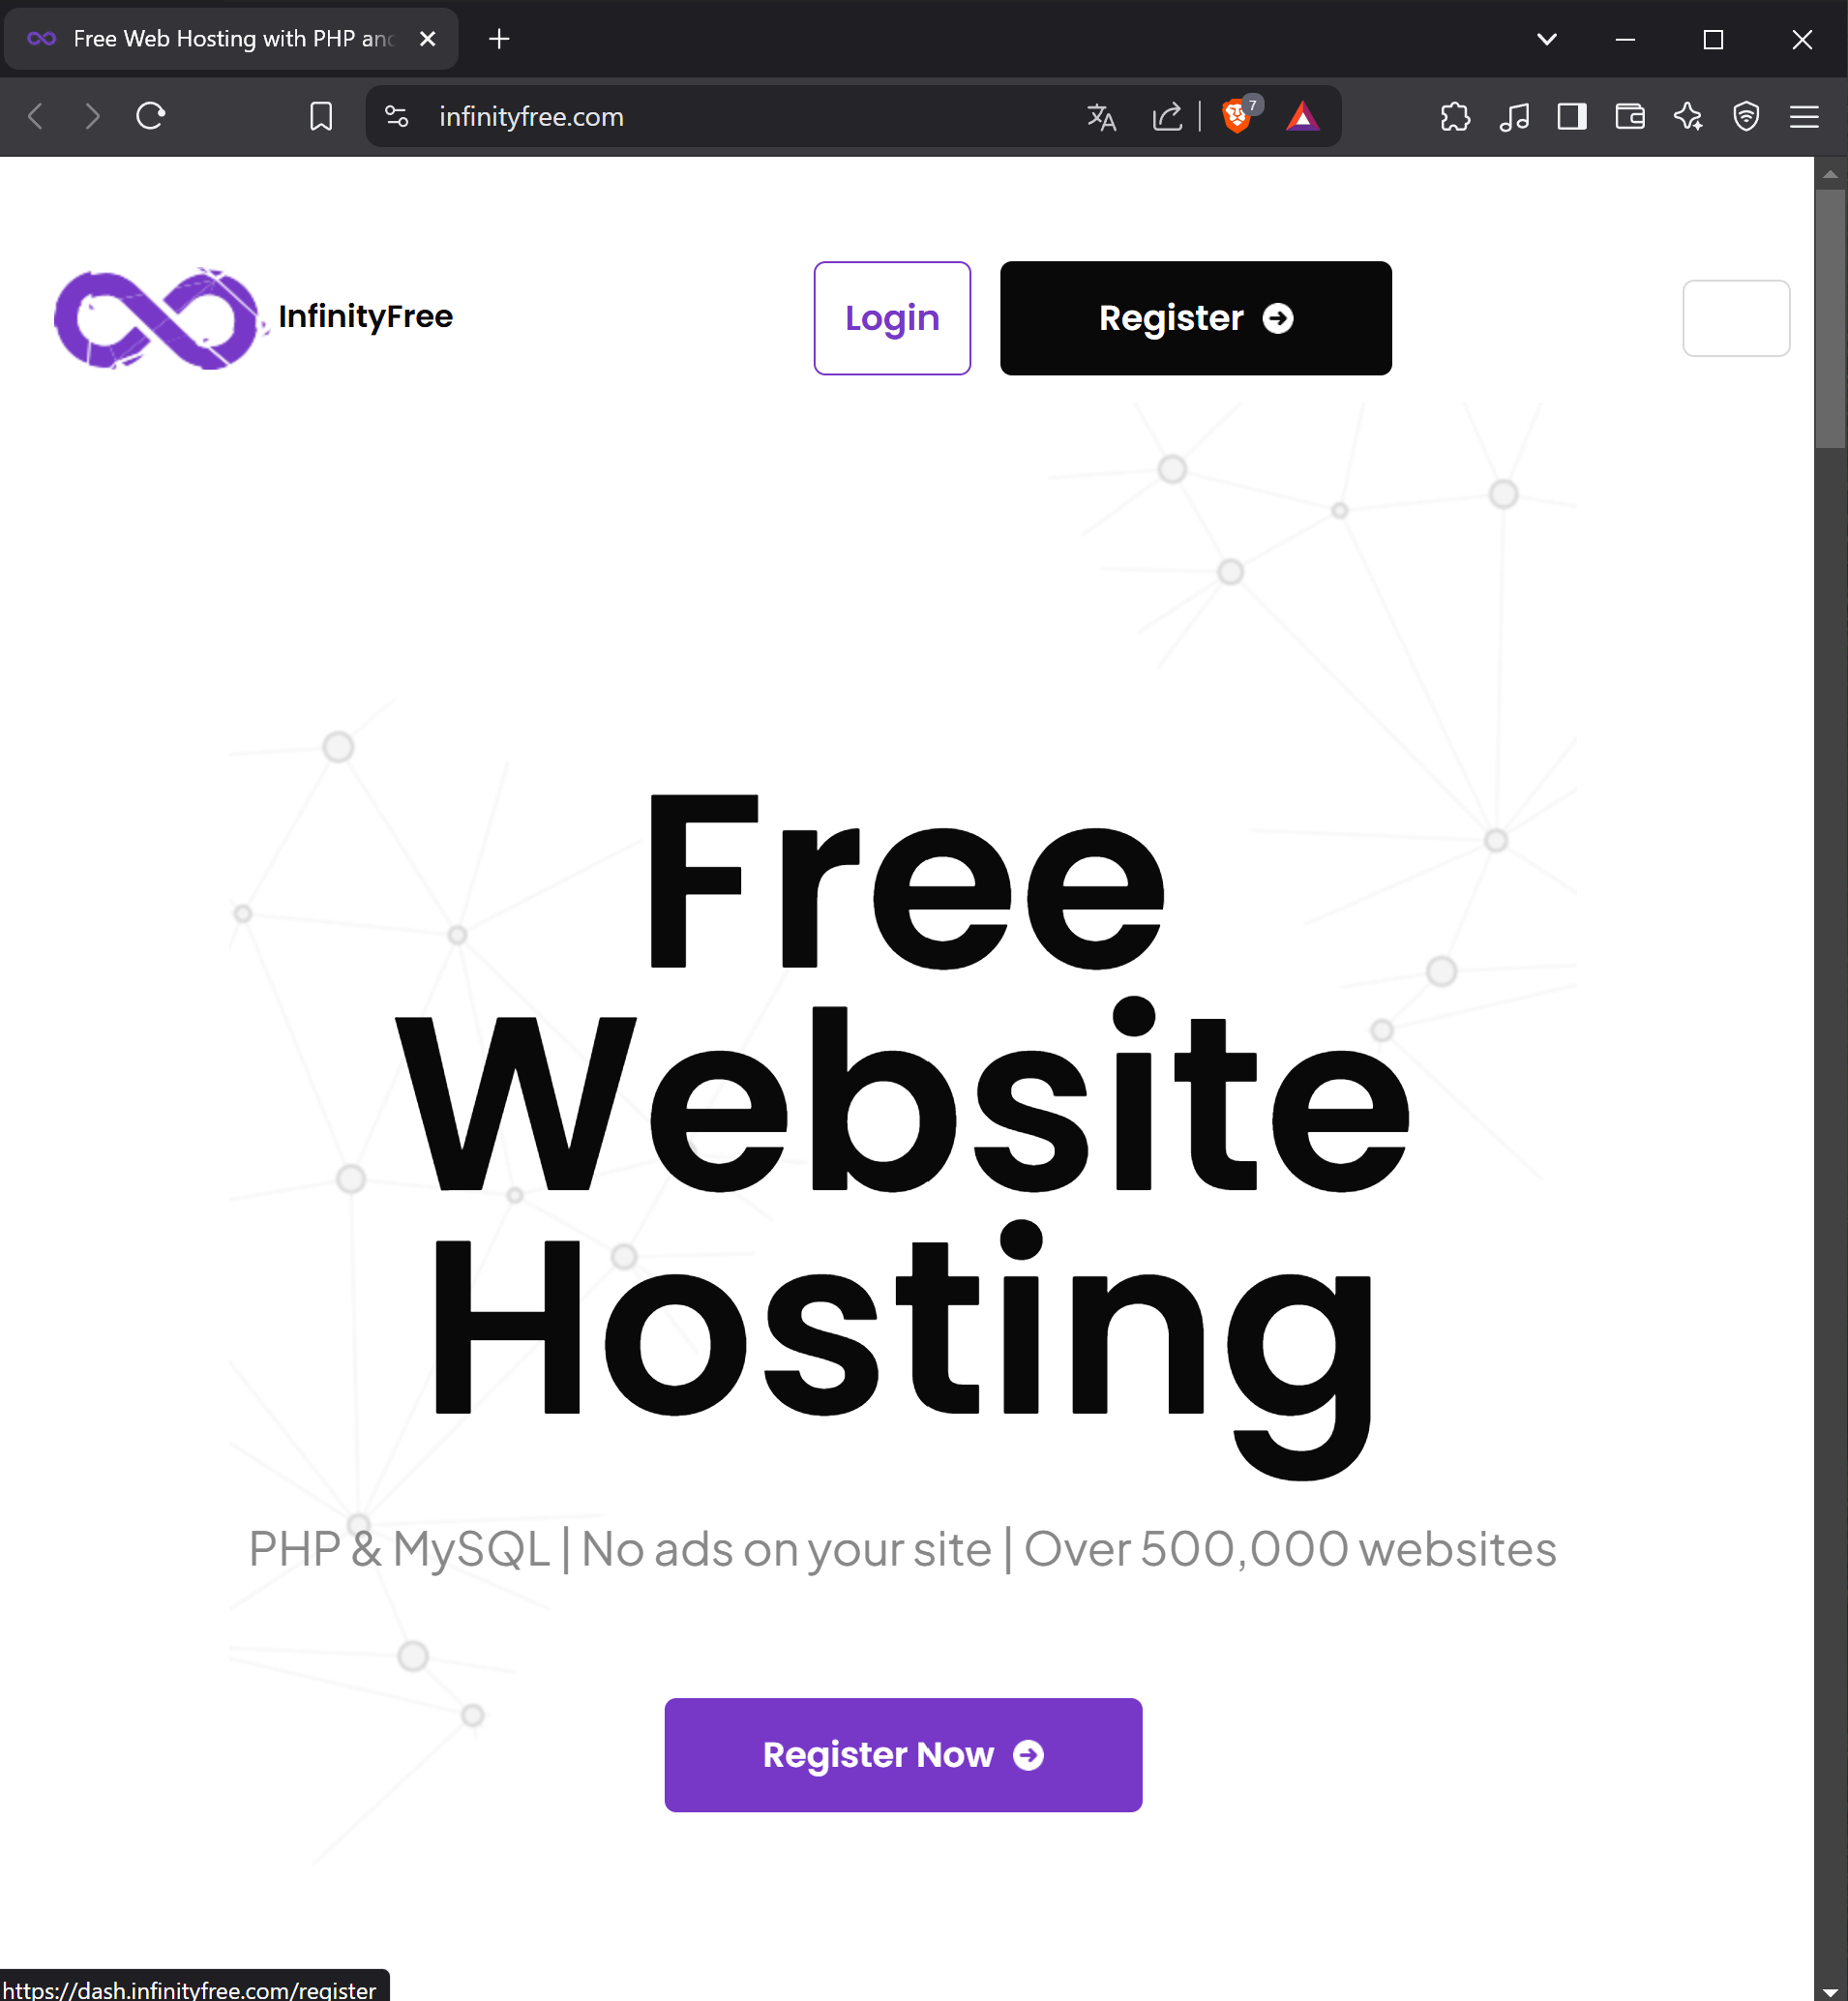 Free Web Hosting with PHP and
infinityfree.com
7
InfinityFree
Login
Register
Free
Website
Hosting
PHP & MySQL | No ads on your site | Over 500,000 websites
Register Now
https://dash.infinityfree.com/register